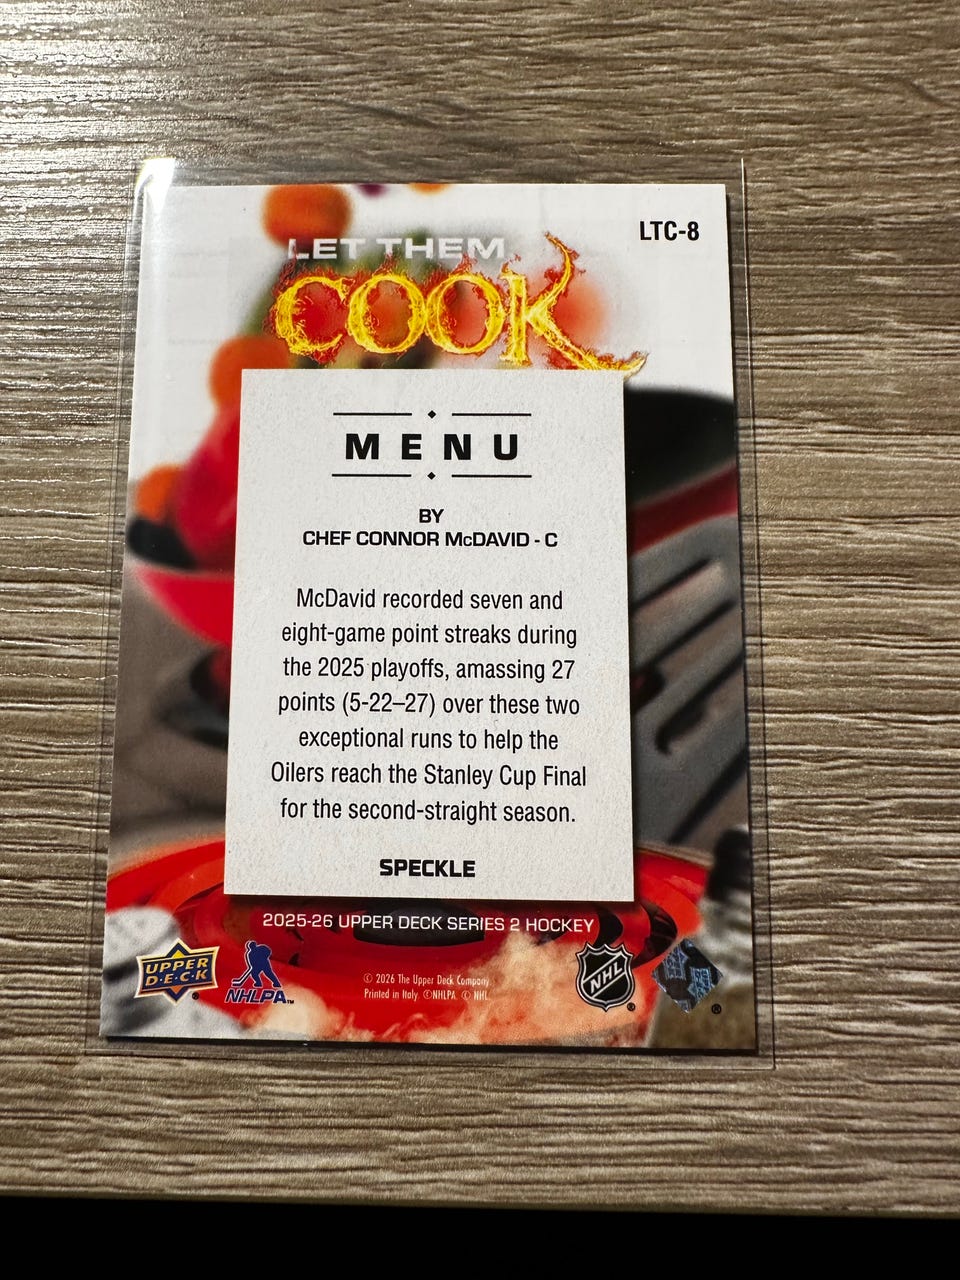 LTC-8
LET THEM
COOK
MENU
BY
CHEF CONNOR McDAVID - C
McDavid recorded seven and
eight-game point streaks during
the 2025 playoffs, amassing 27
points (5-22–27) over these two
exceptional runs to help the
Oilers reach the Stanley Cup Final
for the second-straight season.
SPECKLE
2025-26 UPPER DECK SERIES 2 HOCKEY
UPPER
D·E·C·K
®
NHLPA™
© 2026 The Upper Deck Company.
Printed in Italy ©NHLPA. © NHL
NHL
®
®